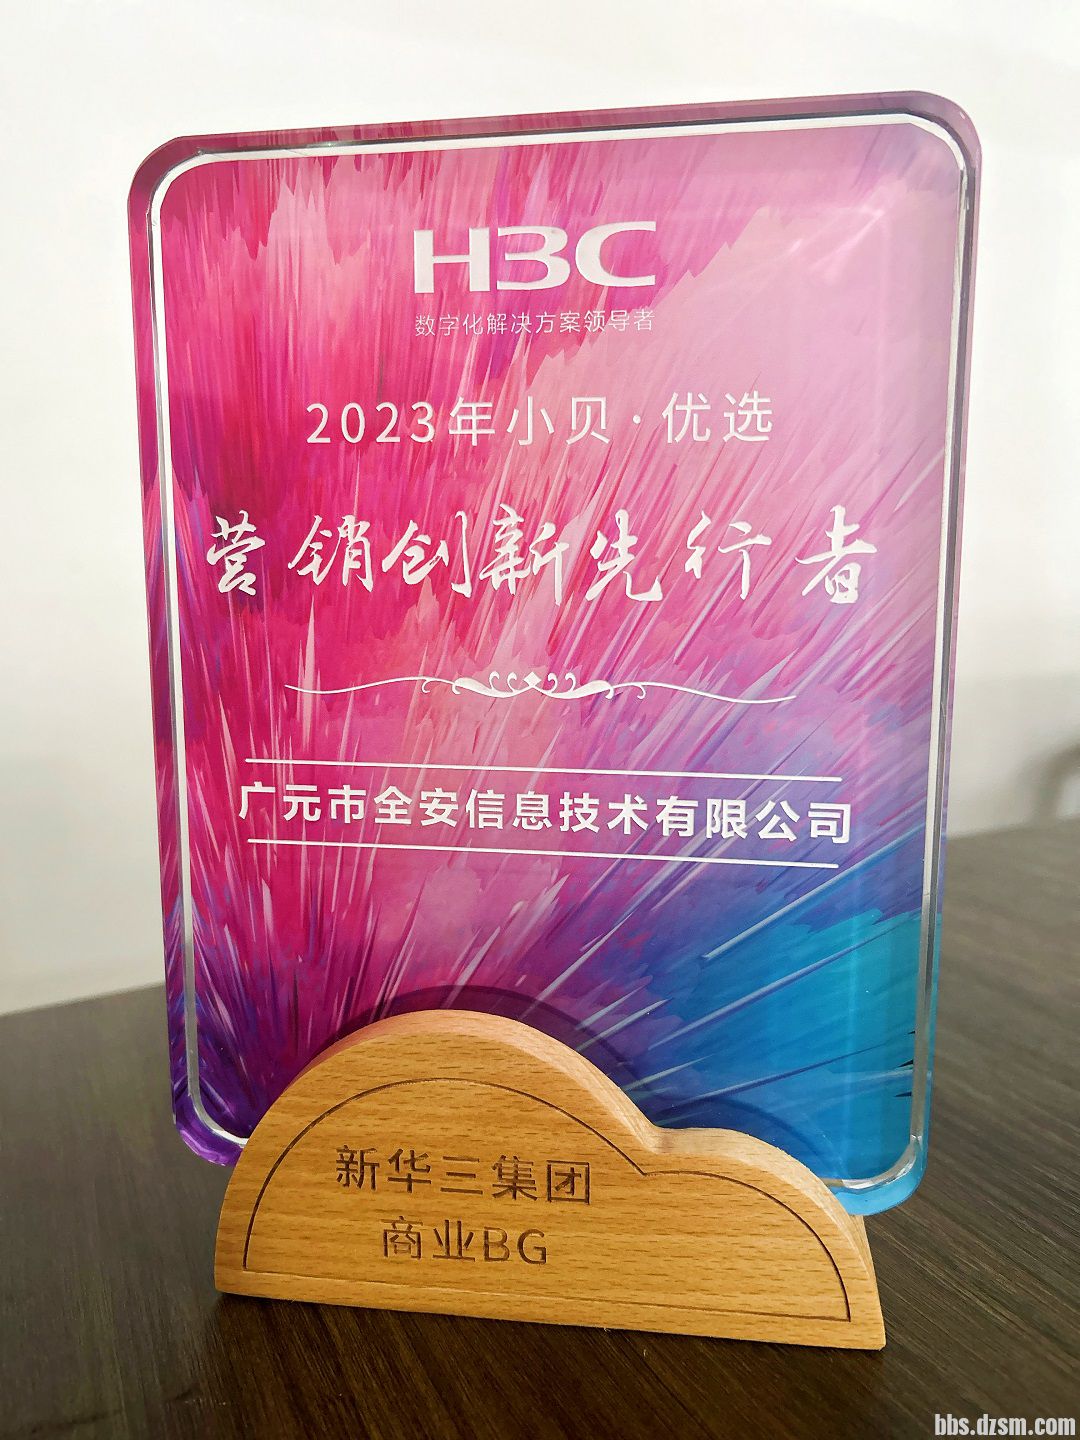 H3C
数字化解决方案领导者
2023年小贝·优选
营销创新先行者
广元市全安信息技术有限公司
新华三集团
商业BG
bbs.dzsm.com